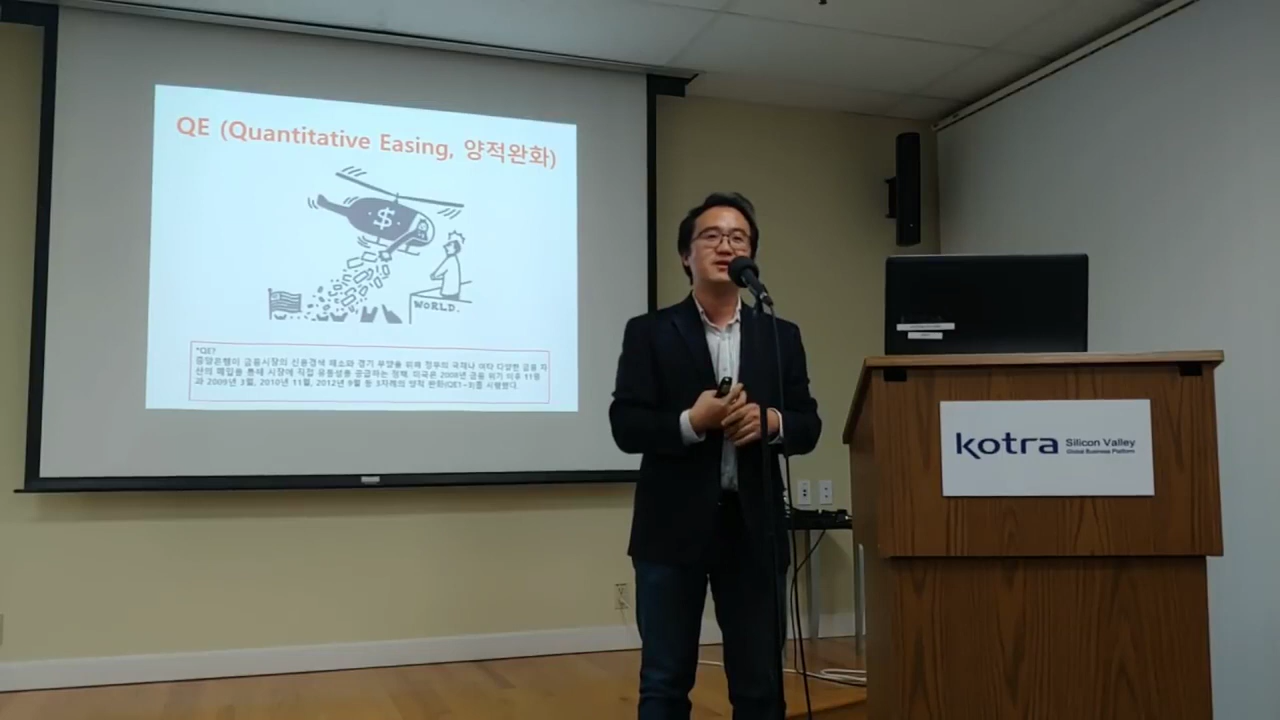 QE (Quantitative Easing, 양적완화)
$
WORLD.
*QE?
중앙은행이 금융시장의 신용경색 해소와 경기 부양을 위해 정부의 국채나 여타 다양한 금융 자
산의 매입을 통해 시장에 직접 유동성을 공급하는 정책. 미국은 2008년 금융 위기 이후 11월
과 2009년 3월, 2010년 11월, 2012년 9월 등 3차례의 양적 완화(QE1~3)를 시행했다.
kotra Silicon Valley
Global Business Platform